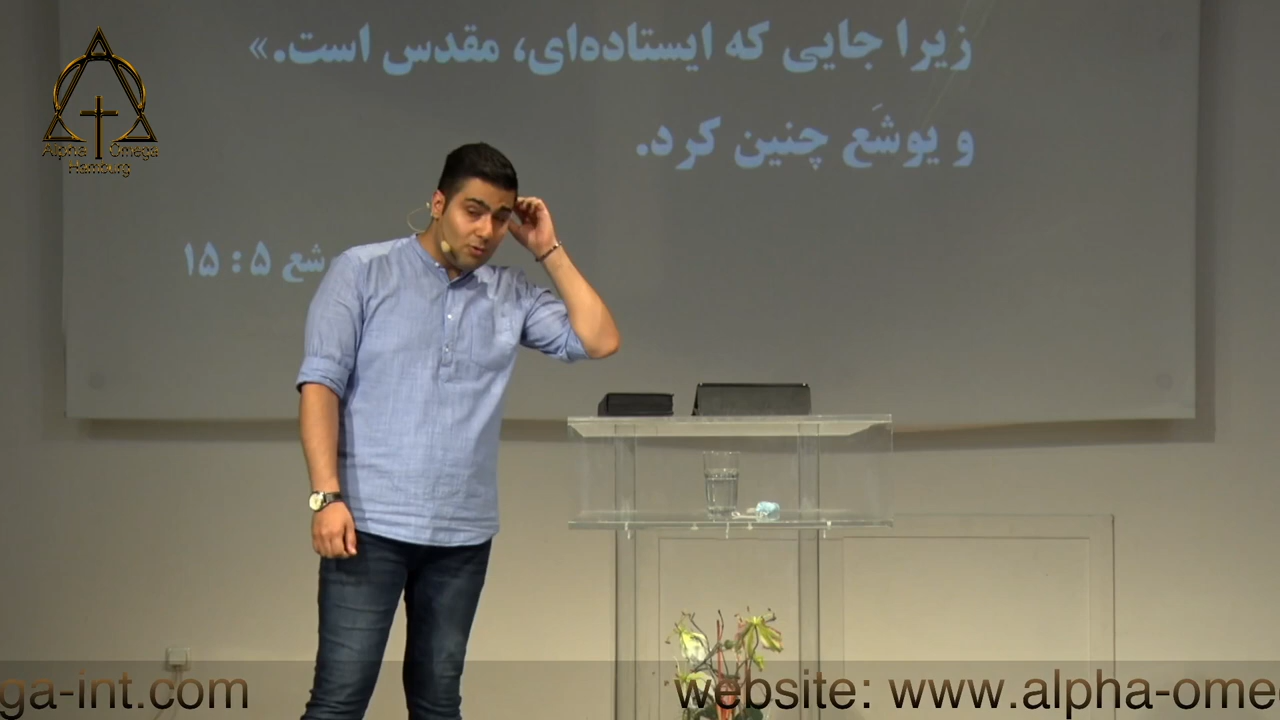 زیرا جایی که ایستاده‌ای، مقدس است.»
و یوشَع چنین کرد.
۱۵ : ۵
Alpha Omega
Hamburg
ga-int.com website: www.alpha-ome